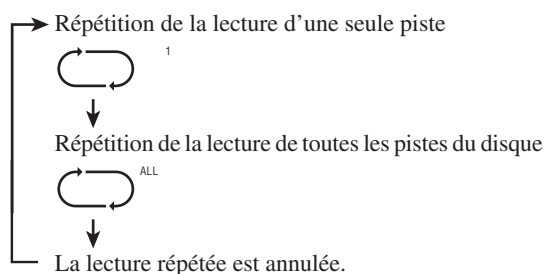 Répétition de la lecture d'une seule piste
1
Répétition de la lecture de toutes les pistes du disque
ALL
La lecture répétée est annulée.